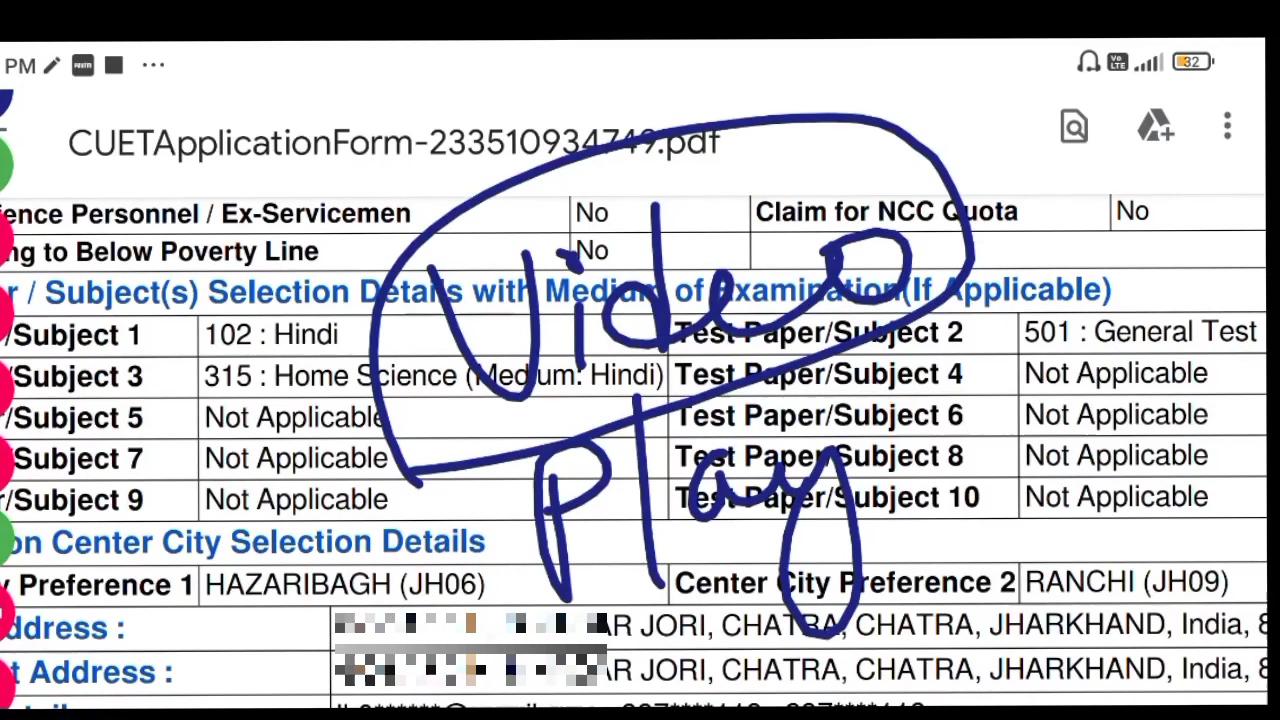 PM ... Vo LTE 32
CUETApplicationForm-233510934749.pdf
ence Personnel / Ex-Servicemen No Claim for NCC Quota No
ng to Below Poverty Line No
r / Subject(s) Selection Details with Medium of Examination(If Applicable)
/Subject 1 102 : Hindi Test Paper/Subject 2 501 : General Test
/Subject 3 315 : Home Science (Medium: Hindi) Test Paper/Subject 4 Not Applicable
/Subject 5 Not Applicable Test Paper/Subject 6 Not Applicable
/Subject 7 Not Applicable Test Paper/Subject 8 Not Applicable
/Subject 9 Not Applicable Test Paper/Subject 10 Not Applicable
Video
Play
on Center City Selection Details
y Preference 1 HAZARIBAGH (JH06) Center City Preference 2 RANCHI (JH09)
ddress : AR JORI, CHATRA, CHATRA, JHARKHAND, India, 8
t Address : AR JORI, CHATRA, CHATRA, JHARKHAND, India, 8